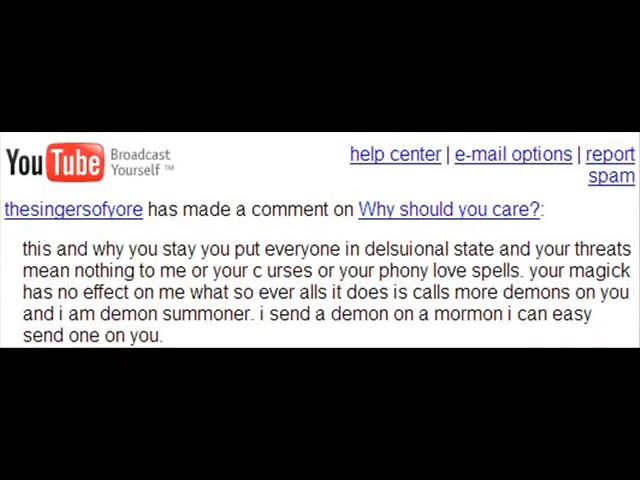 YouTube Broadcast Yourself ™
help center | e-mail options | report spam
thesingersofyore has made a comment on Why should you care?:
this and why you stay you put everyone in delsuional state and your threats
mean nothing to me or your c urses or your phony love spells. your magick
has no effect on me what so ever alls it does is calls more demons on you
and i am demon summoner. i send a demon on a mormon i can easy
send one on you.